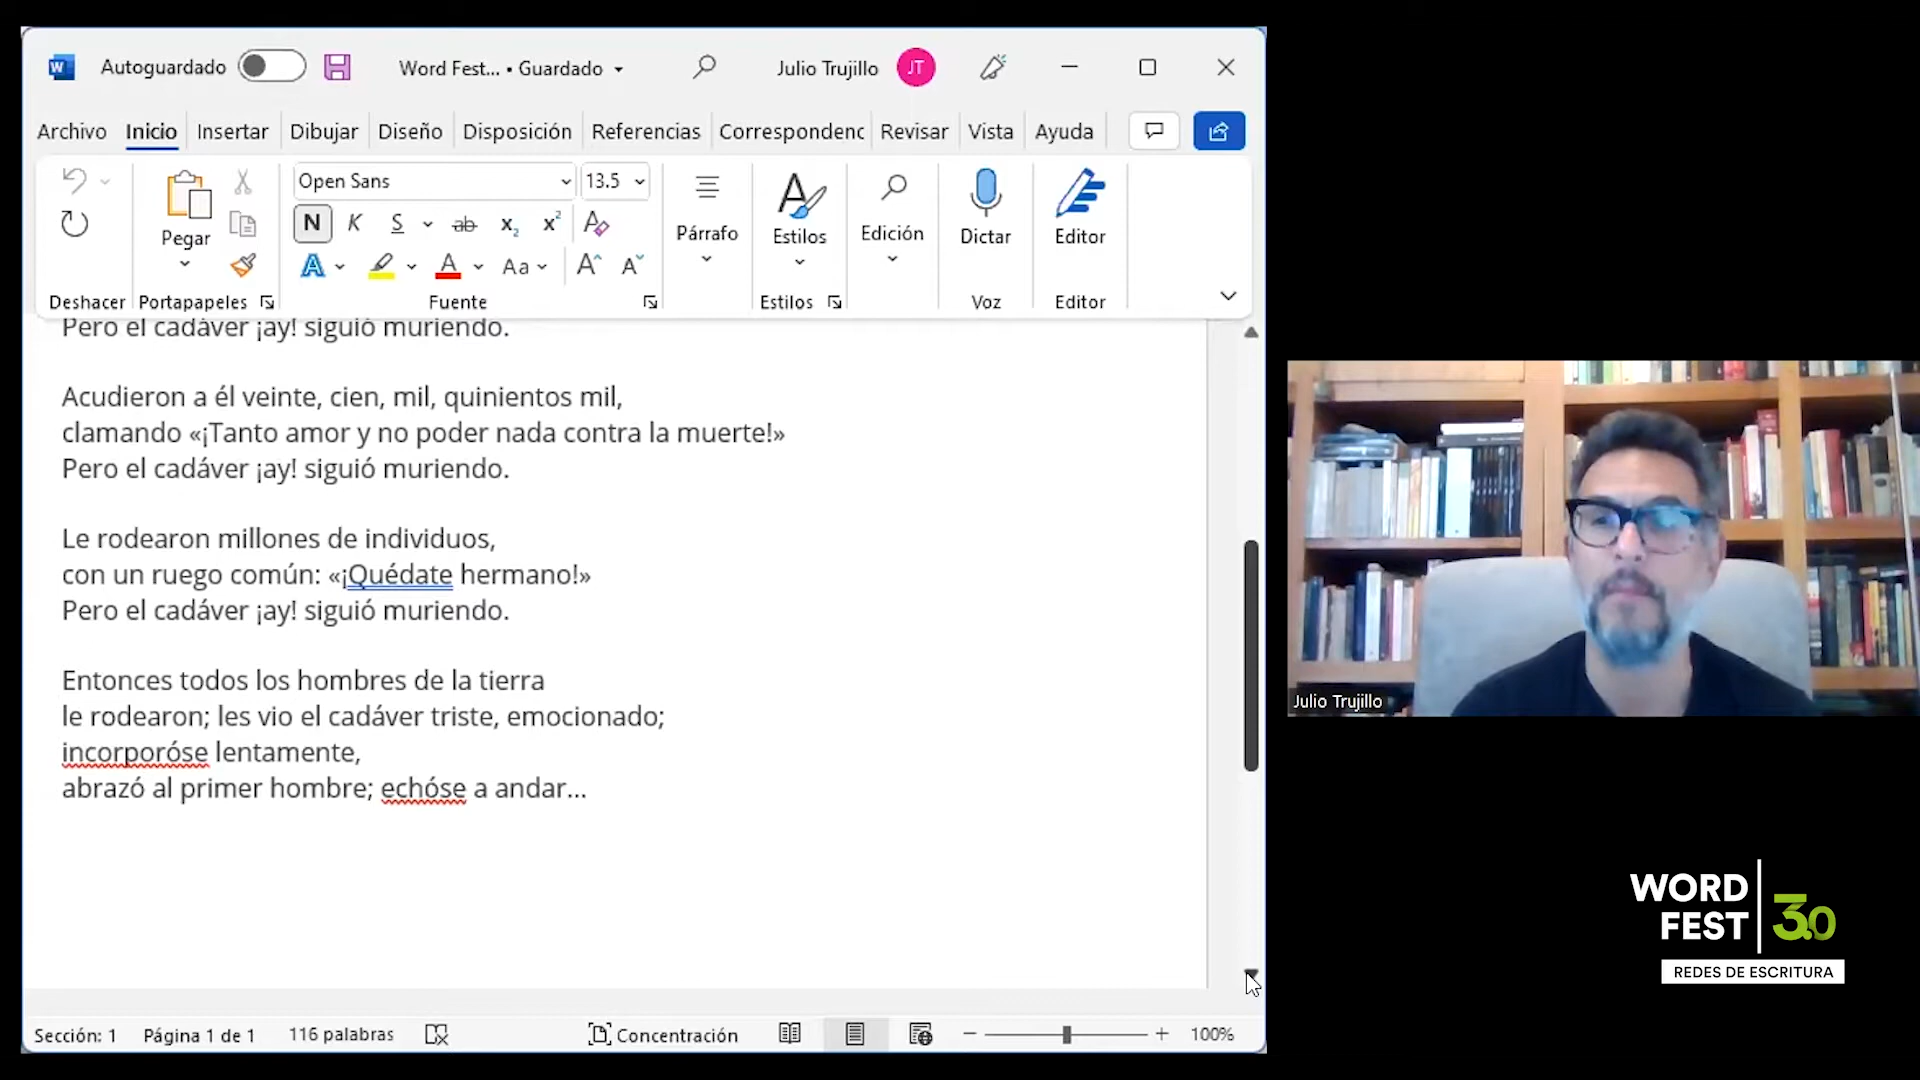 Autoguardado
Word Fest... • Guardado
Julio Trujillo
JT
Archivo Inicio Insertar Dibujar Diseño Disposición Referencias Correspondenc Revisar Vista Ayuda
Open Sans
13.5
N K S ab x₂ x²
Pegar
Párrafo
Estilos
Edición
Dictar
Editor
A A Aa A A
Deshacer Portapapeles Fuente Estilos Voz Editor
Pero el cadáver ¡ay! siguió muriendo.
Acudieron a él veinte, cien, mil, quinientos mil,
clamando «¡Tanto amor y no poder nada contra la muerte!»
Pero el cadáver ¡ay! siguió muriendo.
Le rodearon millones de individuos,
con un ruego común: «¡Quédate hermano!»
Pero el cadáver ¡ay! siguió muriendo.
Entonces todos los hombres de la tierra
le rodearon; les vio el cadáver triste, emocionado;
incorporóse lentamente,
abrazó al primer hombre; echóse a andar...
Sección: 1 Página 1 de 1 116 palabras Concentración 100%
Julio Trujillo
WORD
FEST
3.0
REDES DE ESCRITURA